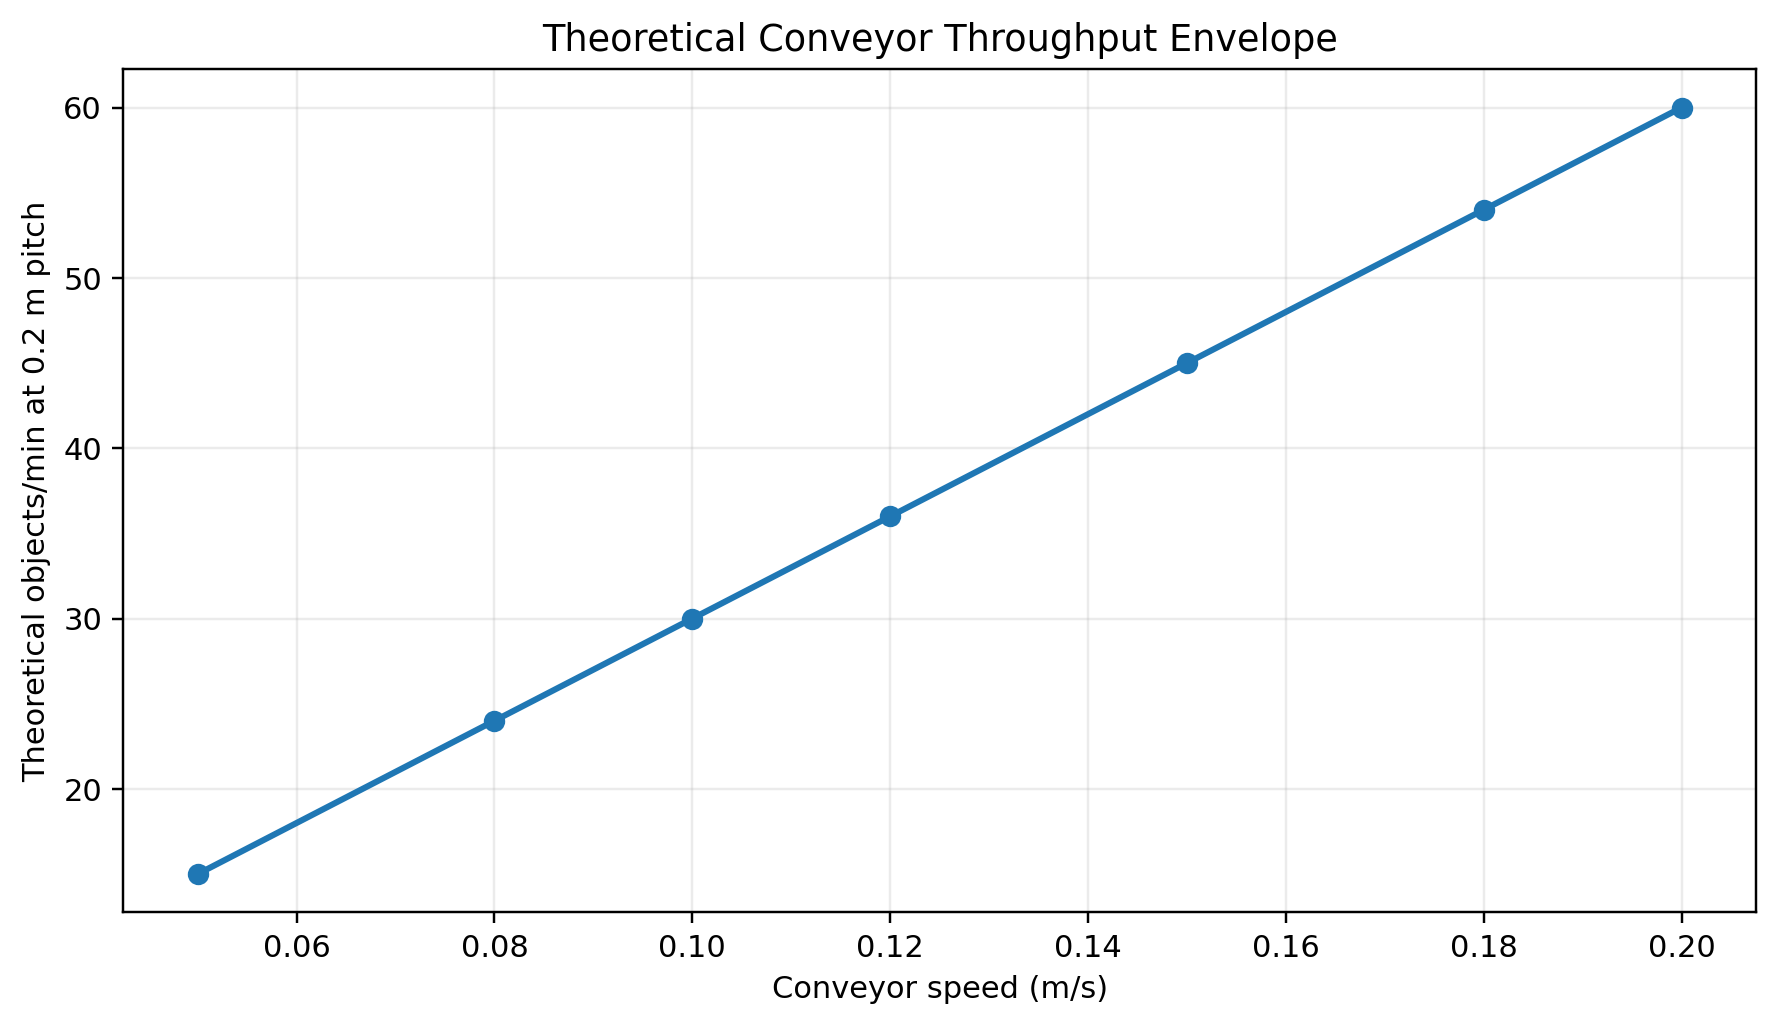 Theoretical Conveyor Throughput Envelope
Theoretical objects/min at 0.2 m pitch
60
50
40
30
20
0.06 0.08 0.10 0.12 0.14 0.16 0.18 0.20
Conveyor speed (m/s)